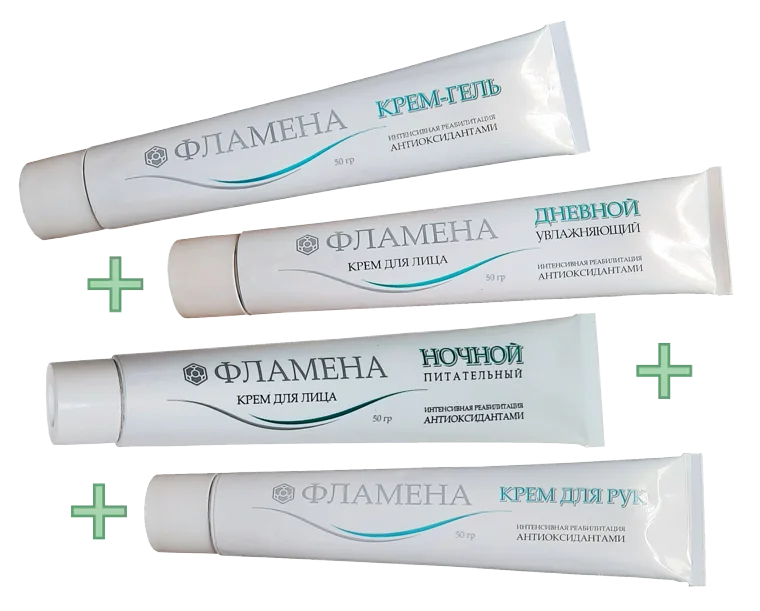 КРЕМ-ГЕЛЬ
ФЛАМЕНА
ИНТЕНСИВНАЯ РЕАБИЛИТАЦИЯ
АНТИОКСИДАНТАМИ
50 гр
ДНЕВНОЙ
УВЛАЖНЯЮЩИЙ
ФЛАМЕНА
КРЕМ ДЛЯ ЛИЦА
50 гр
ИНТЕНСИВНАЯ РЕАБИЛИТАЦИЯ
АНТИОКСИДАНТАМИ
НОЧНОЙ
ПИТАТЕЛЬНЫЙ
ФЛАМЕНА
КРЕМ ДЛЯ ЛИЦА
50 гр
ИНТЕНСИВНАЯ РЕАБИЛИТАЦИЯ
АНТИОКСИДАНТАМИ
ФЛАМЕНА
КРЕМ ДЛЯ РУК
50 гр
ИНТЕНСИВНАЯ РЕАБИЛИТАЦИЯ
АНТИОКСИДАНТАМИ